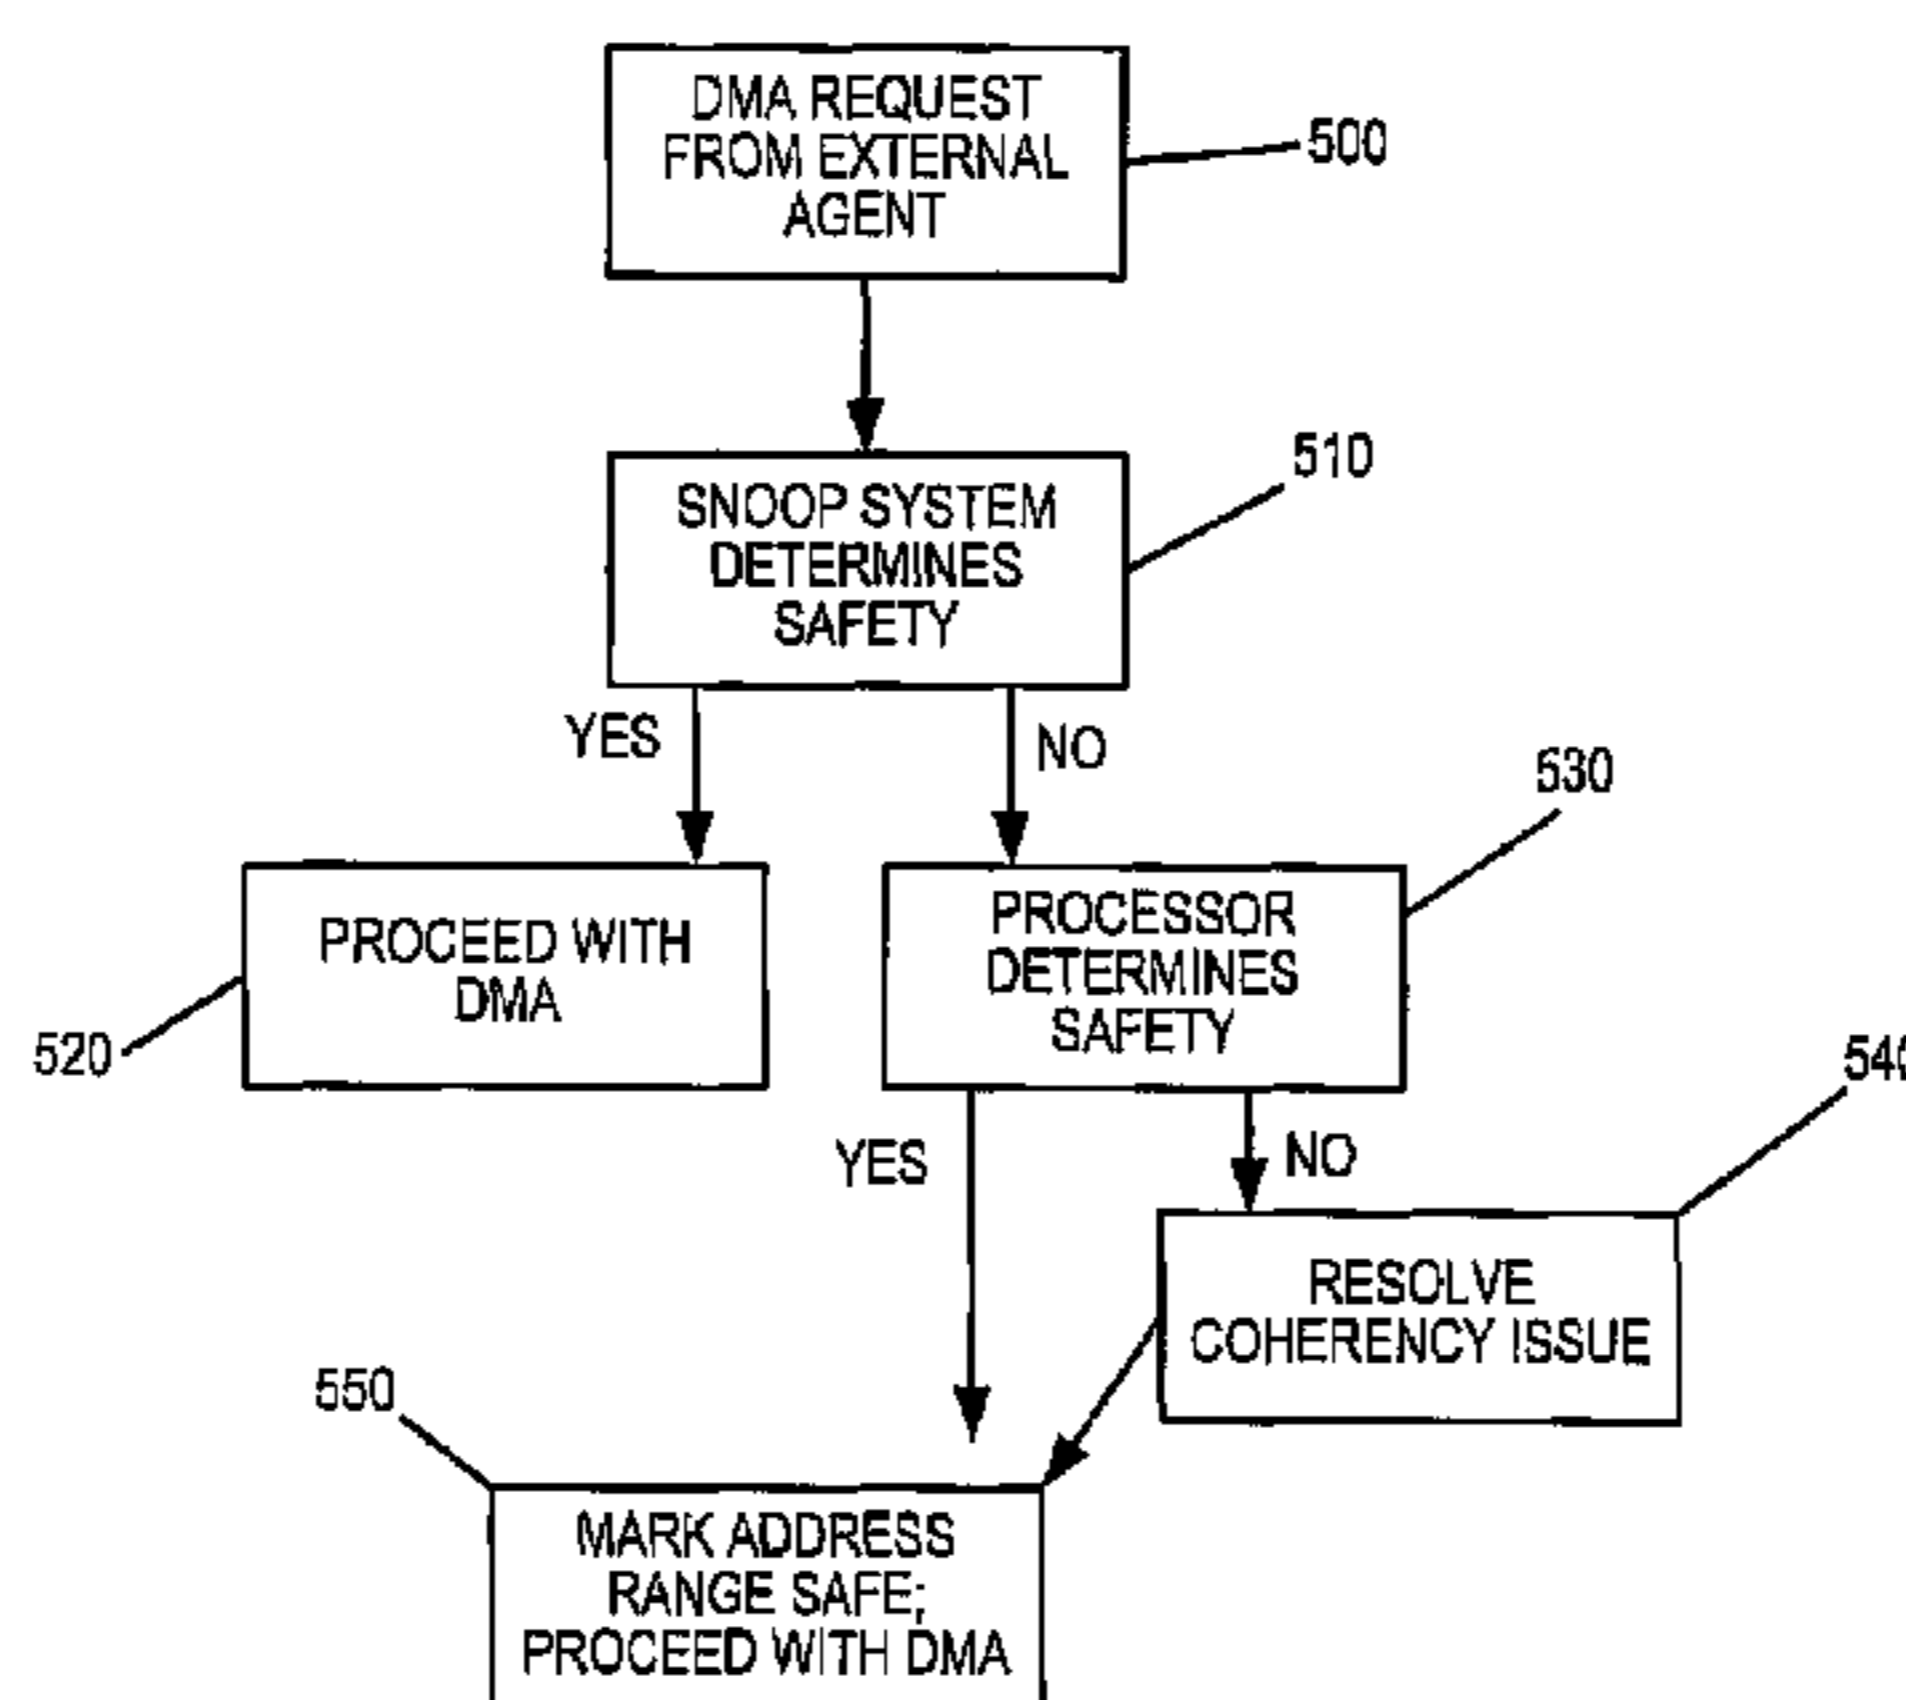 DMA REQUEST
FROM EXTERNAL
AGENT
500
SNOOP SYSTEM
DETERMINES
SAFETY
510
YES
NO
530
PROCEED WITH
DMA
520
PROCESSOR
DETERMINES
SAFETY
540
YES
NO
RESOLVE
COHERENCY ISSUE
550
MARK ADDRESS
RANGE SAFE;
PROCEED WITH DMA